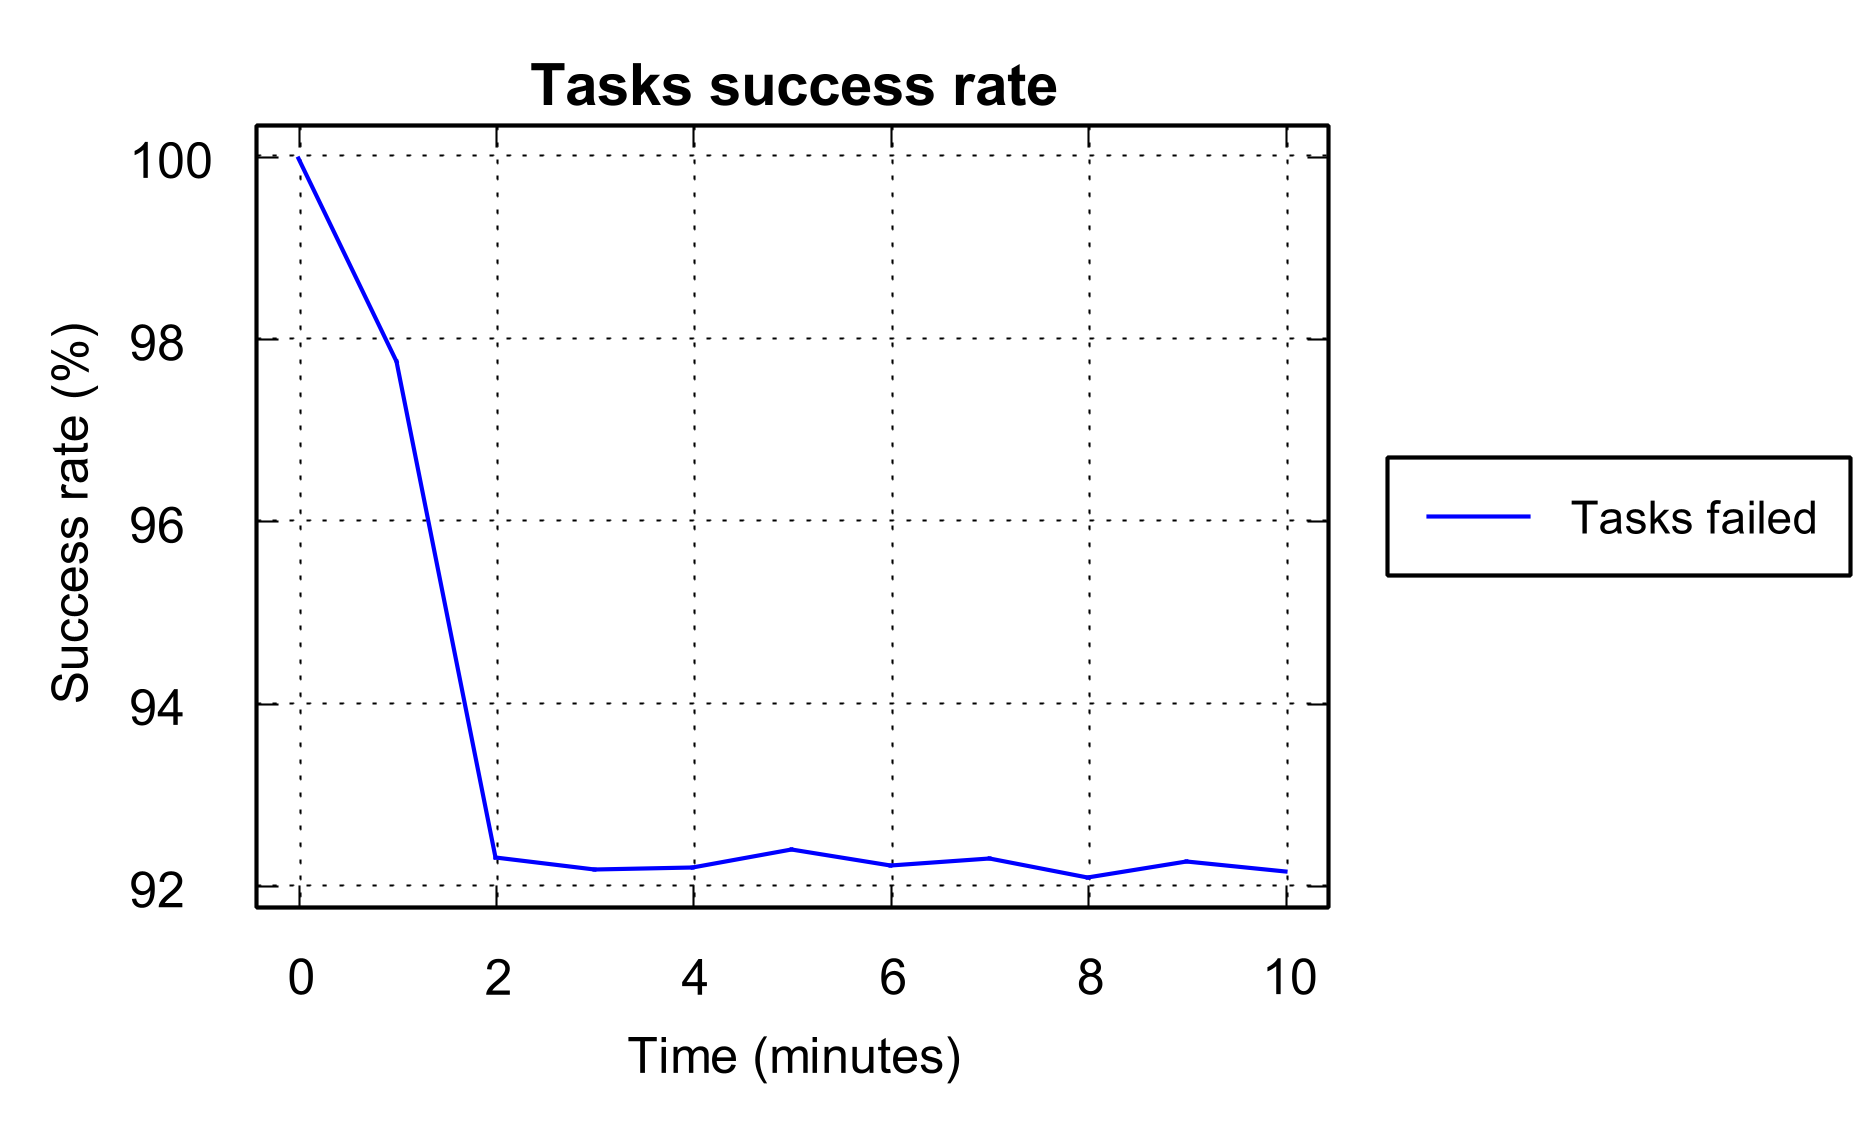 Tasks success rate
100
98
96
94
92
Success rate (%)
0 2 4 6 8 10
Time (minutes)
Tasks failed